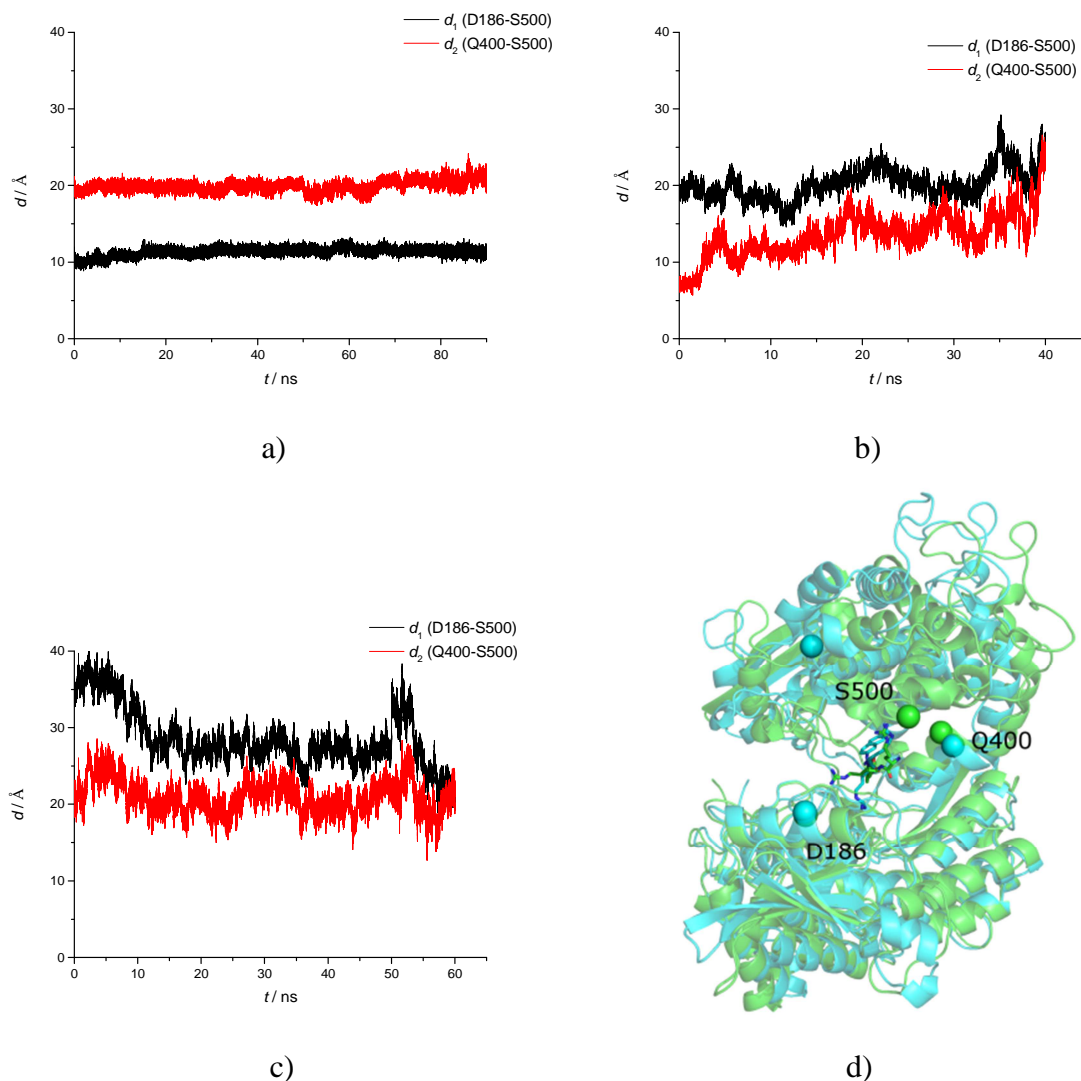 d₁ (D186-S500)
d₂ (Q400-S500)
40
30
20
10
0
d / Å
0 20 40 60 80
t / ns
a)
d₁ (D186-S500)
d₂ (Q400-S500)
40
30
20
10
0
d / Å
0 10 20 30 40
t / ns
b)
d₁ (D186-S500)
d₂ (Q400-S500)
40
30
20
10
0
d / Å
0 10 20 30 40 50 60
t / ns
c)
S500
Q400
D186
d)